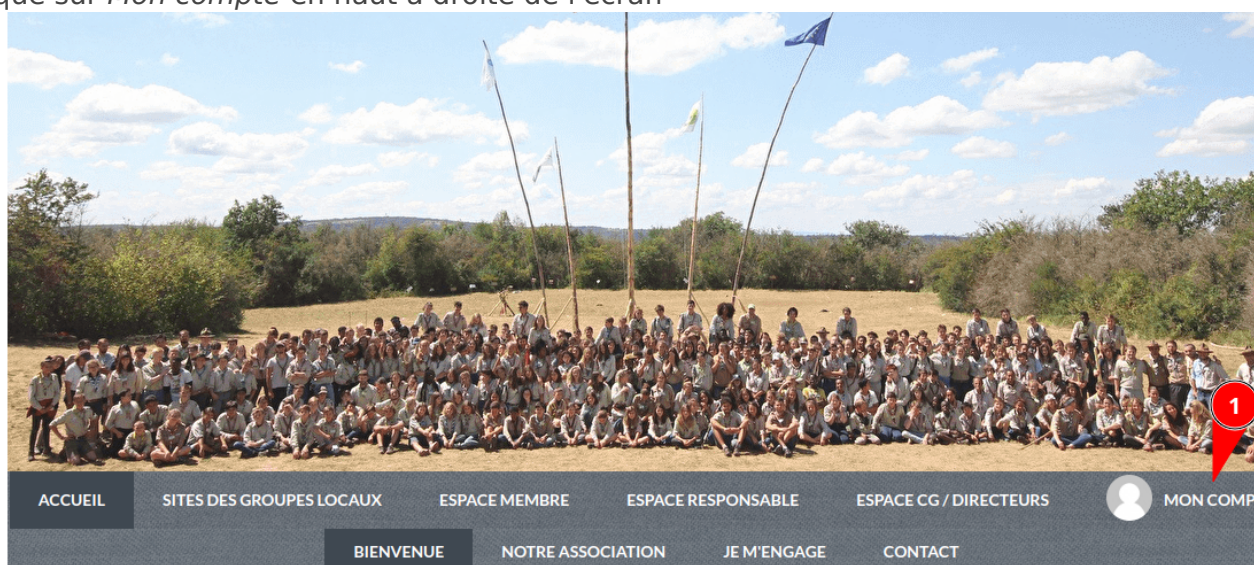 que sur Mon compte en haut à droite de l'écran
1
ACCUEIL SITES DES GROUPES LOCAUX ESPACE MEMBRE ESPACE RESPONSABLE ESPACE CG / DIRECTEURS MON COMP
BIENVENUE NOTRE ASSOCIATION JE M'ENGAGE CONTACT